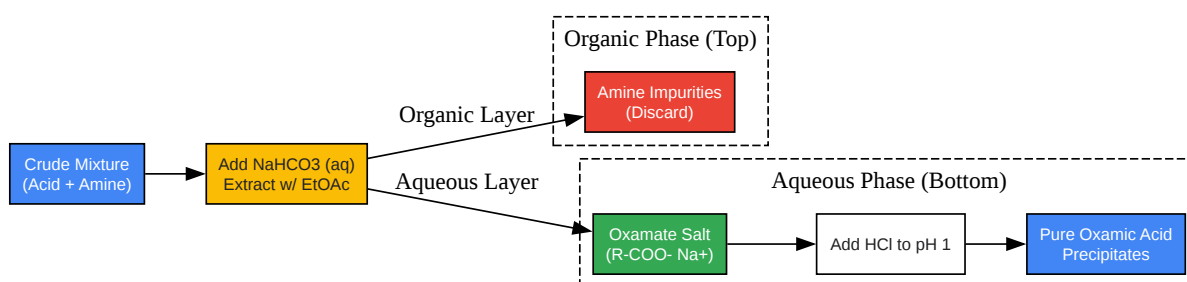 Organic Phase (Top)
Amine Impurities
(Discard)
Organic Layer
Crude Mixture
(Acid + Amine)
Add NaHCO3 (aq)
Extract w/ EtOAc
Aqueous Layer
Aqueous Phase (Bottom)
Oxamate Salt
(R-COO- Na+)
Add HCl to pH 1
Pure Oxamic Acid
Precipitates